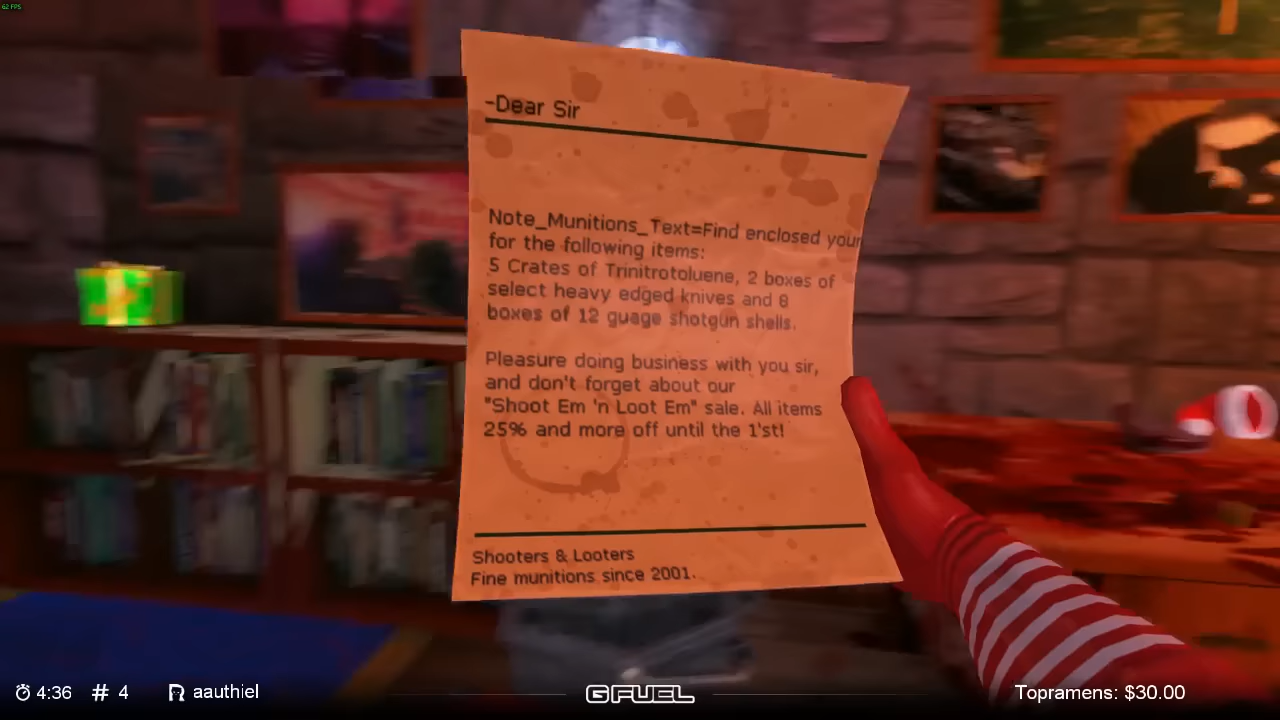 62 FPS
-Dear Sir
Note_Munitions_Text=Find enclosed your
for the following items:
5 Crates of Trinitrotoluene, 2 boxes of
select heavy edged knives and 8
boxes of 12 guage shotgun shells.
Pleasure doing business with you sir,
and don't forget about our
"Shoot Em 'n Loot Em" sale. All items
25% and more off until the 1'st!
Shooters & Looters
Fine munitions since 2001.
4:36 # 4 aauthiel
G FUEL
Topramens: $30.00